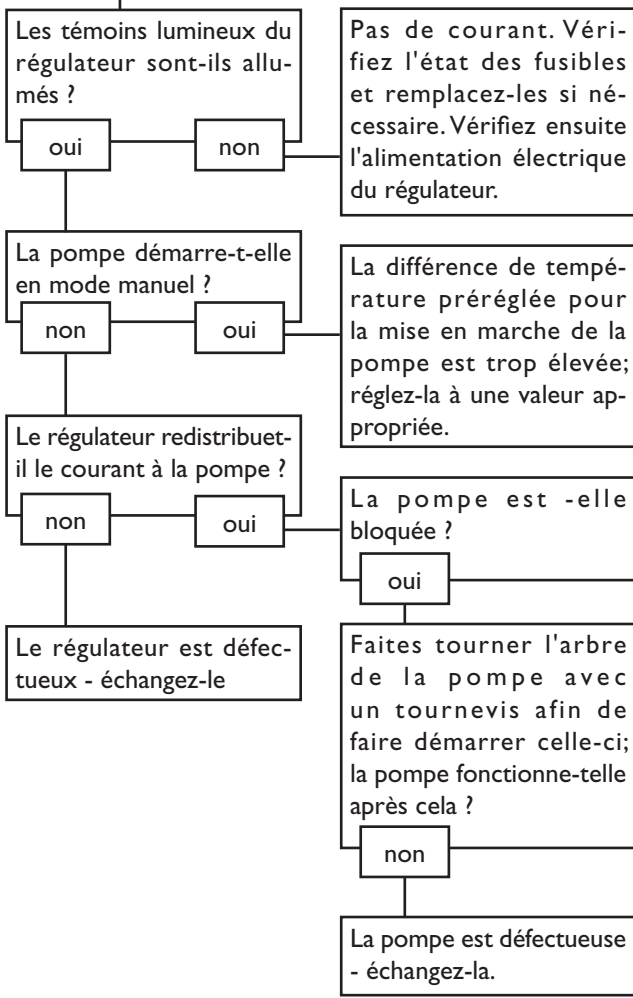 Les témoins lumineux du
régulateur sont-ils allu-
més ?
oui
non
Pas de courant. Véri-
fiez l'état des fusibles
et remplacez-les si né-
cessaire. Vérifiez ensuite
l'alimentation électrique
du régulateur.
La pompe démarre-t-elle
en mode manuel ?
non
oui
La différence de tempé-
rature préréglée pour
la mise en marche de la
pompe est trop élevée;
réglez-la à une valeur ap-
propriée.
Le régulateur redistribuet-
il le courant à la pompe ?
non
oui
La pompe est -elle
bloquée ?
oui
Le régulateur est défec-
tueux - échangez-le
Faites tourner l'arbre
de la pompe avec
un tournevis afin de
faire démarrer celle-ci;
la pompe fonctionne-telle
après cela ?
non
La pompe est défectueuse
- échangez-la.